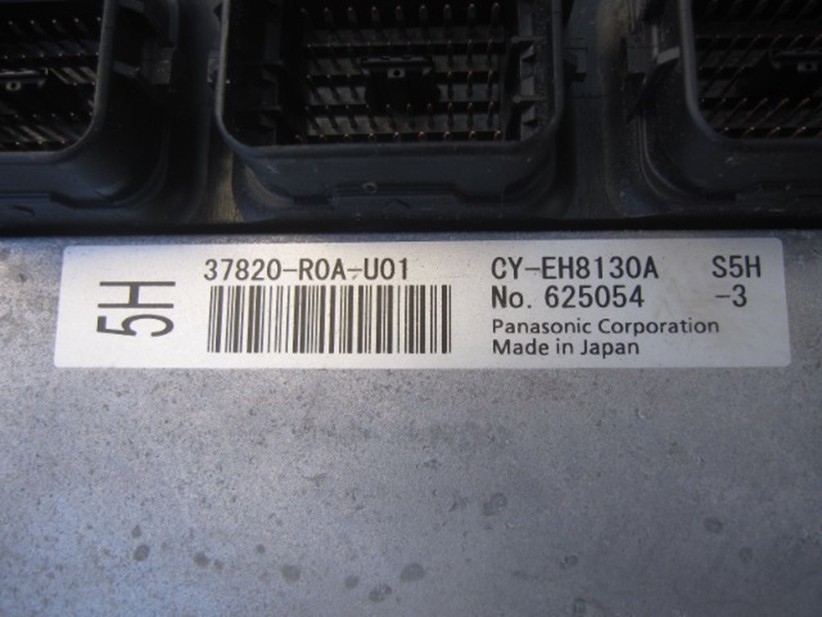 5H
37820-R0A-U01
CY-EH8130A S5H
No. 625054 -3
Panasonic Corporation
Made in Japan